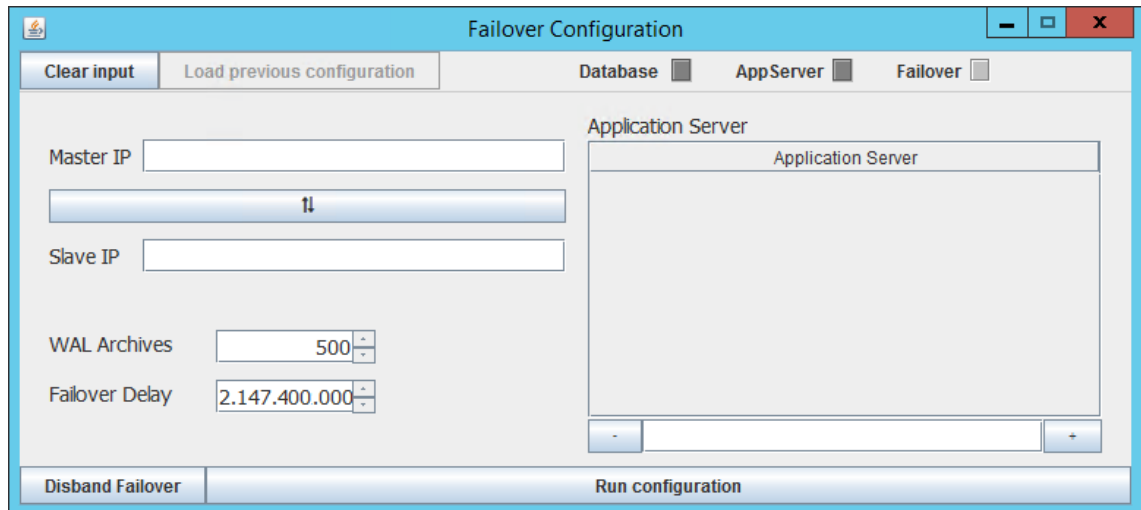 Failover Configuration
Clear input
Load previous configuration
Database
AppServer
Failover
Application Server
Master IP
Application Server
⇅
Slave IP
WAL Archives
500
Failover Delay
2.147.400.000
-
+
Disband Failover
Run configuration